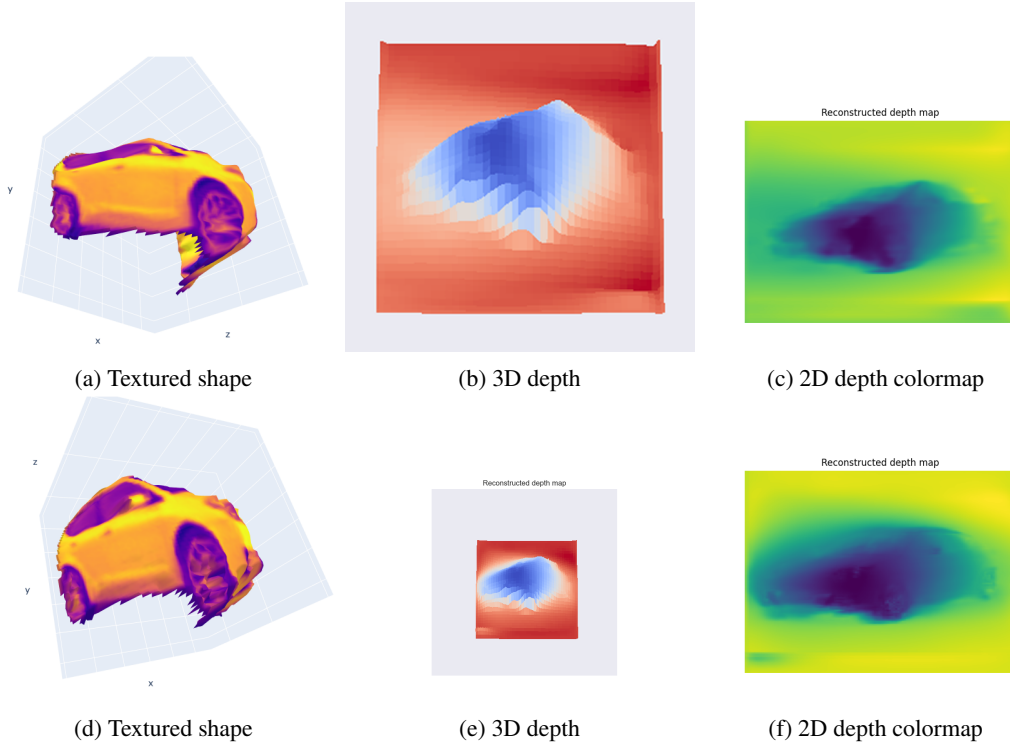 Reconstructed depth map
y
x
z
(a) Textured shape
(b) 3D depth
(c) 2D depth colormap
z
y
x
Reconstructed depth map
Reconstructed depth map
(d) Textured shape
(e) 3D depth
(f) 2D depth colormap